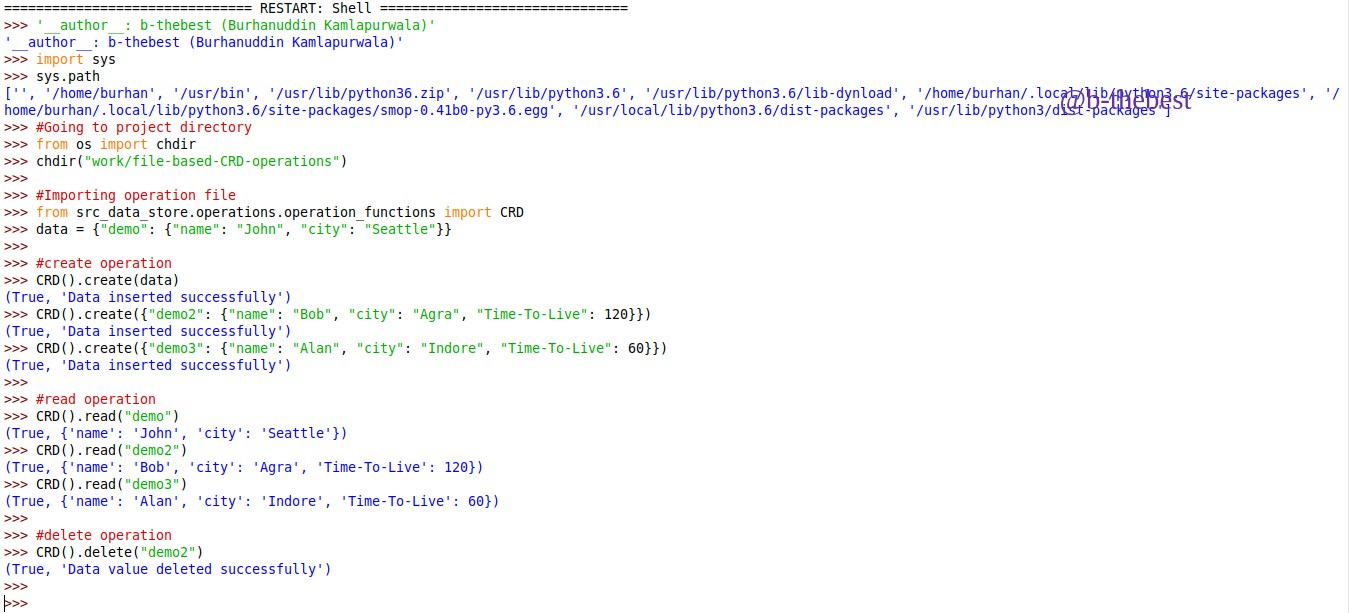 =============================== RESTART: Shell ===============================
>>> '__author__: b-thebest (Burhanuddin Kamlapurwala)'
'__author__: b-thebest (Burhanuddin Kamlapurwala)'
>>> import sys
>>> sys.path
['', '/home/burhan', '/usr/bin', '/usr/lib/python36.zip', '/usr/lib/python3.6', '/usr/lib/python3.6/lib-dynload', '/home/burhan/.local/lib/python3.6/site-packages', '/
home/burhan/.local/lib/python3.6/site-packages/smop-0.41b0-py3.6.egg', '/usr/local/lib/python3.6/dist-packages', '/usr/lib/python3/dist-packages']
@b-thebest
>>> #Going to project directory
>>> from os import chdir
>>> chdir("work/file-based-CRD-operations")
>>>
>>> #Importing operation file
>>> from src_data_store.operations.operation_functions import CRD
>>> data = {"demo": {"name": "John", "city": "Seattle"}}
>>>
>>> #create operation
>>> CRD().create(data)
(True, 'Data inserted successfully')
>>> CRD().create({"demo2": {"name": "Bob", "city": "Agra", "Time-To-Live": 120}})
(True, 'Data inserted successfully')
>>> CRD().create({"demo3": {"name": "Alan", "city": "Indore", "Time-To-Live": 60}})
(True, 'Data inserted successfully')
>>>
>>> #read operation
>>> CRD().read("demo")
(True, {'name': 'John', 'city': 'Seattle'})
>>> CRD().read("demo2")
(True, {'name': 'Bob', 'city': 'Agra', 'Time-To-Live': 120})
>>> CRD().read("demo3")
(True, {'name': 'Alan', 'city': 'Indore', 'Time-To-Live': 60})
>>>
>>> #delete operation
>>> CRD().delete("demo2")
(True, 'Data value deleted successfully')
>>>
>>>